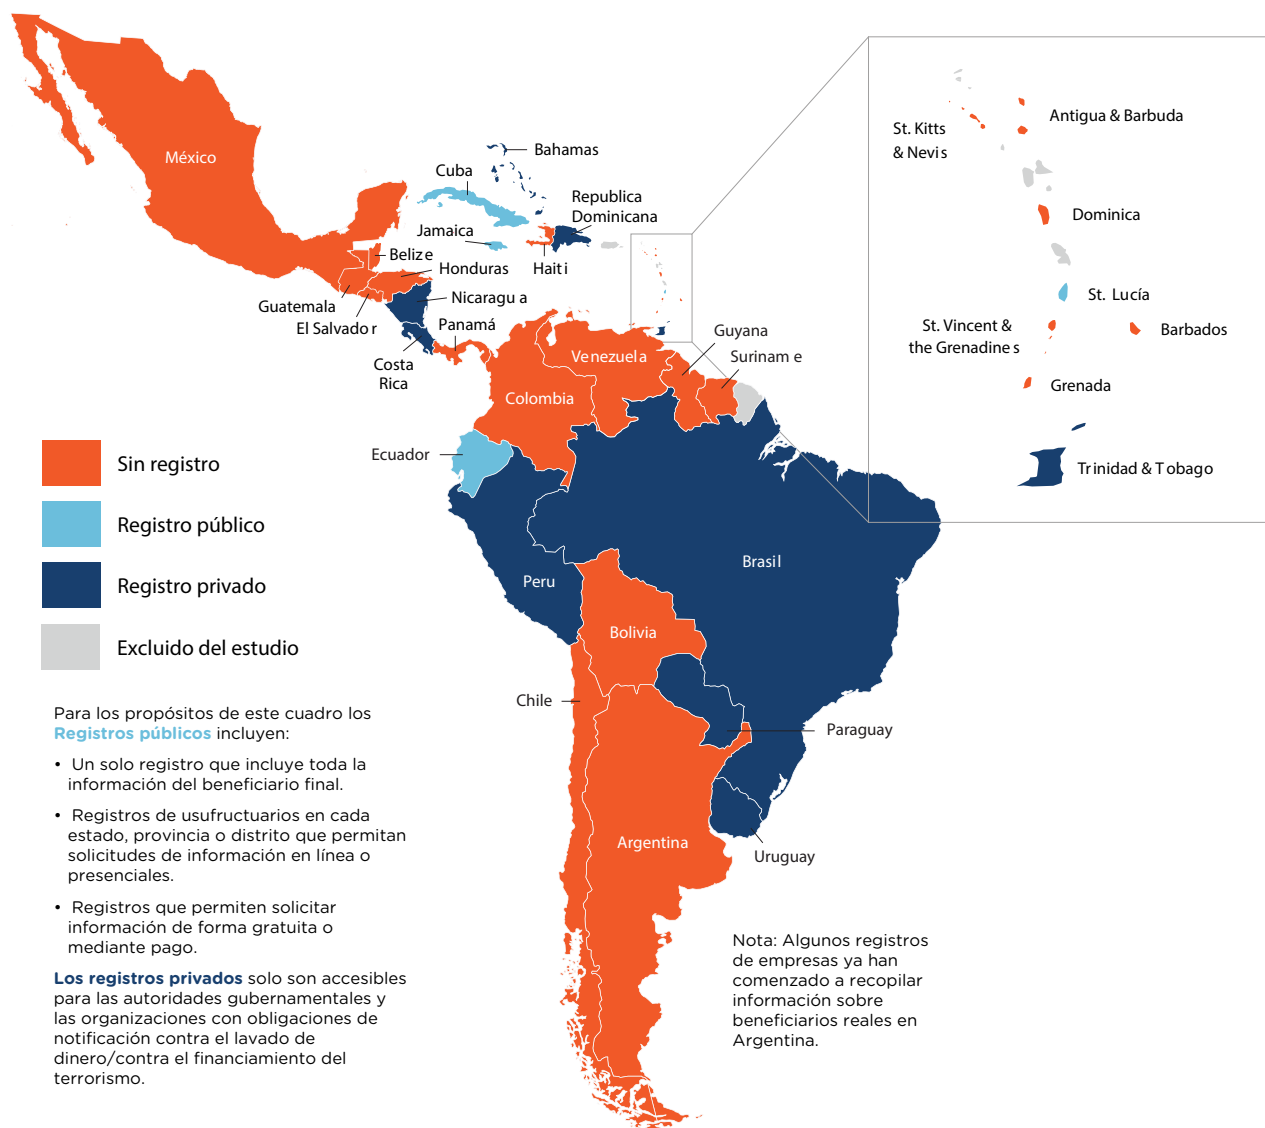 México
Cuba
Bahamas
Republica
Dominicana
Jamaica
Haiti
Belize
Honduras
Guatemala
Nicaragua
El Salvador
Panamá
Costa
Rica
Venezuela
Guyana
Suriname
Colombia
Ecuador
Peru
Brasil
Bolivia
Chile
Paraguay
Argentina
Uruguay
St. Kitts
& Nevis
Antigua & Barbuda
Dominica
St. Lucía
St. Vincent &
the Grenadines
Barbados
Grenada
Trinidad & Tobago
Sin registro
Registro público
Registro privado
Excluido del estudio
Para los propósitos de este cuadro los
Registros públicos incluyen:
• Un solo registro que incluye toda la
información del beneficiario final.
• Registros de usufructuarios en cada
estado, provincia o distrito que permitan
solicitudes de información en línea o
presenciales.
• Registros que permiten solicitar
información de forma gratuita o
mediante pago.
Los registros privados solo son accesibles
para las autoridades gubernamentales y
las organizaciones con obligaciones de
notificación contra el lavado de
dinero/contra el financiamiento del
terrorismo.
Nota: Algunos registros
de empresas ya han
comenzado a recopilar
información sobre
beneficiarios reales en
Argentina.